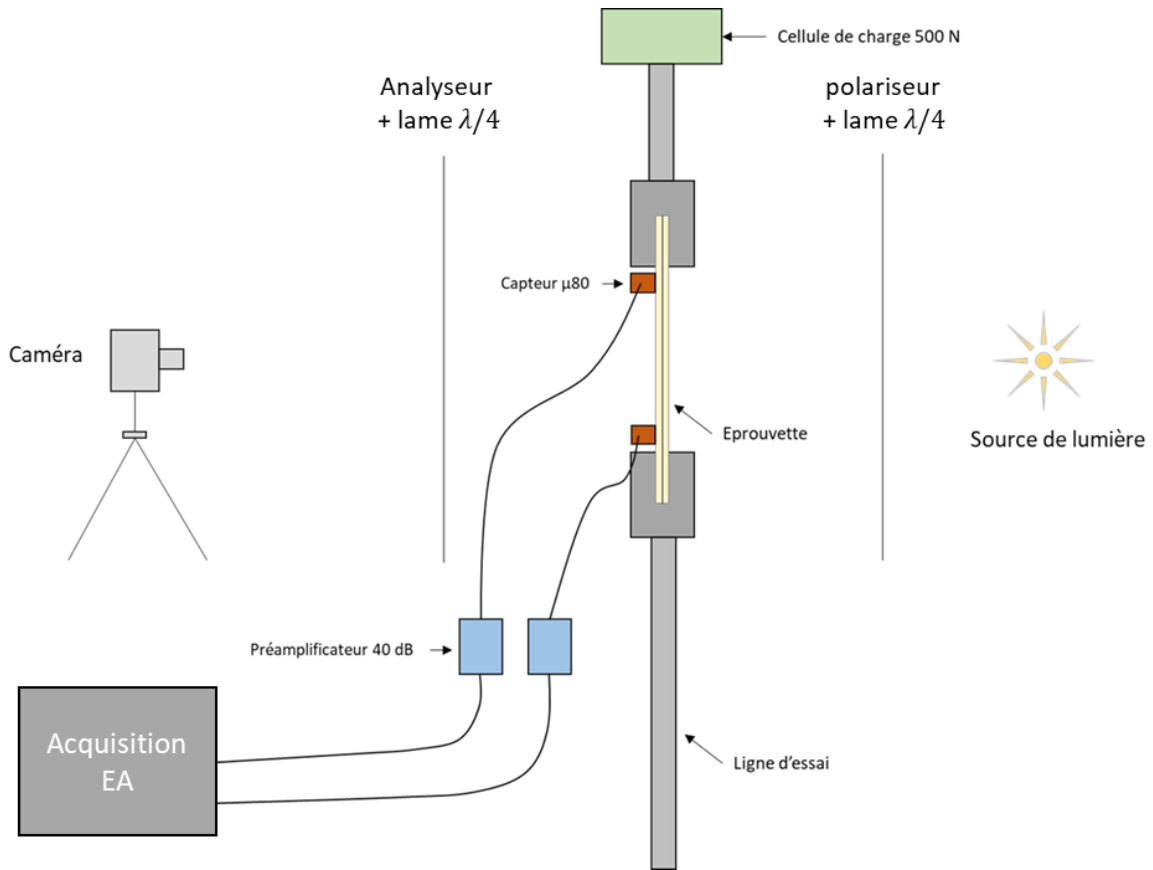 Cellule de charge 500 N
Analyseur
+ lame λ/4
polariseur
+ lame λ/4
Capteur µ80
Caméra
Eprouvette
Source de lumière
Préamplificateur 40 dB
Acquisition
EA
Ligne d'essai